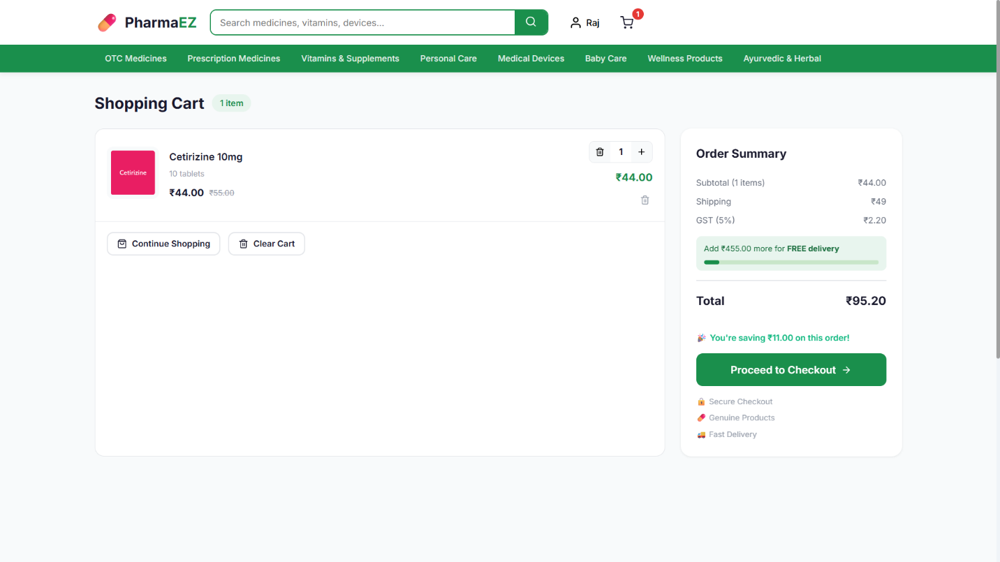 PharmaEZ
Search medicines, vitamins, devices...
Raj
1
OTC Medicines
Prescription Medicines
Vitamins & Supplements
Personal Care
Medical Devices
Baby Care
Wellness Products
Ayurvedic & Herbal
Shopping Cart
1 item
Cetirizine
Cetirizine 10mg
10 tablets
₹44.00 ₹55.00
1 +
₹44.00
Continue Shopping
Clear Cart
Order Summary
Subtotal (1 items) ₹44.00
Shipping ₹49
GST (5%) ₹2.20
Add ₹455.00 more for FREE delivery
Total ₹95.20
🎉 You're saving ₹11.00 on this order!
Proceed to Checkout →
🔒 Secure Checkout
💊 Genuine Products
🚚 Fast Delivery